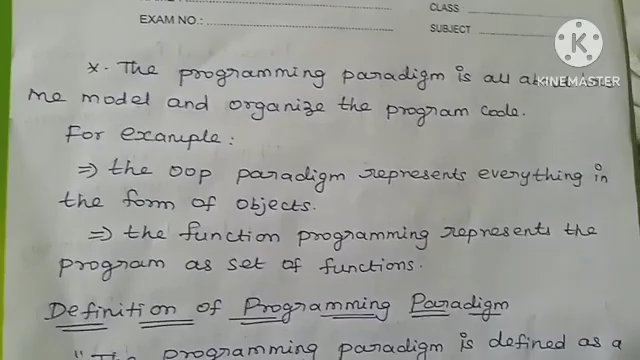 CLASS
EXAM NO.:
SUBJECT
K
KINEMASTER
x. The programming paradigm is all
me model and organize the program code.
For example:
⇒ the oop paradigm represents everything in
the form of objects.
⇒ the function programming represents the
program as set of functions.
Definition of Programming Paradigm
"The programming paradigm is defined as a